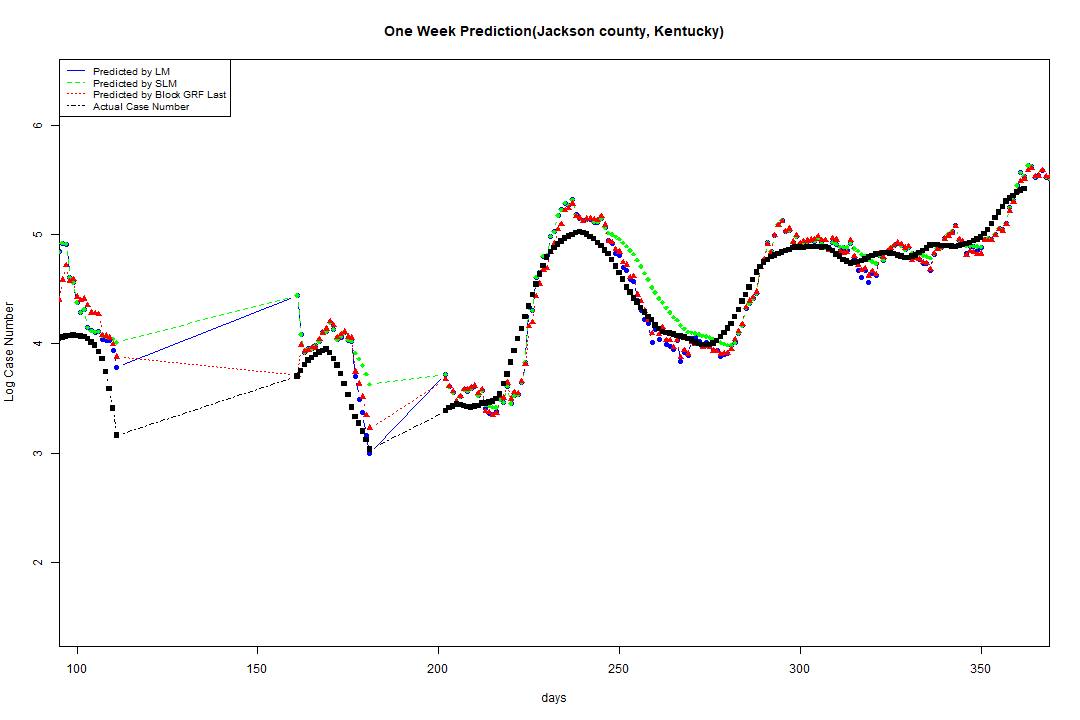 One Week Prediction(Jackson county, Kentucky)
Predicted by LM
Predicted by SLM
Predicted by Block GRF Last
Actual Case Number
6
5
4
3
2
Log Case Number
100 150 200 250 300 350
days